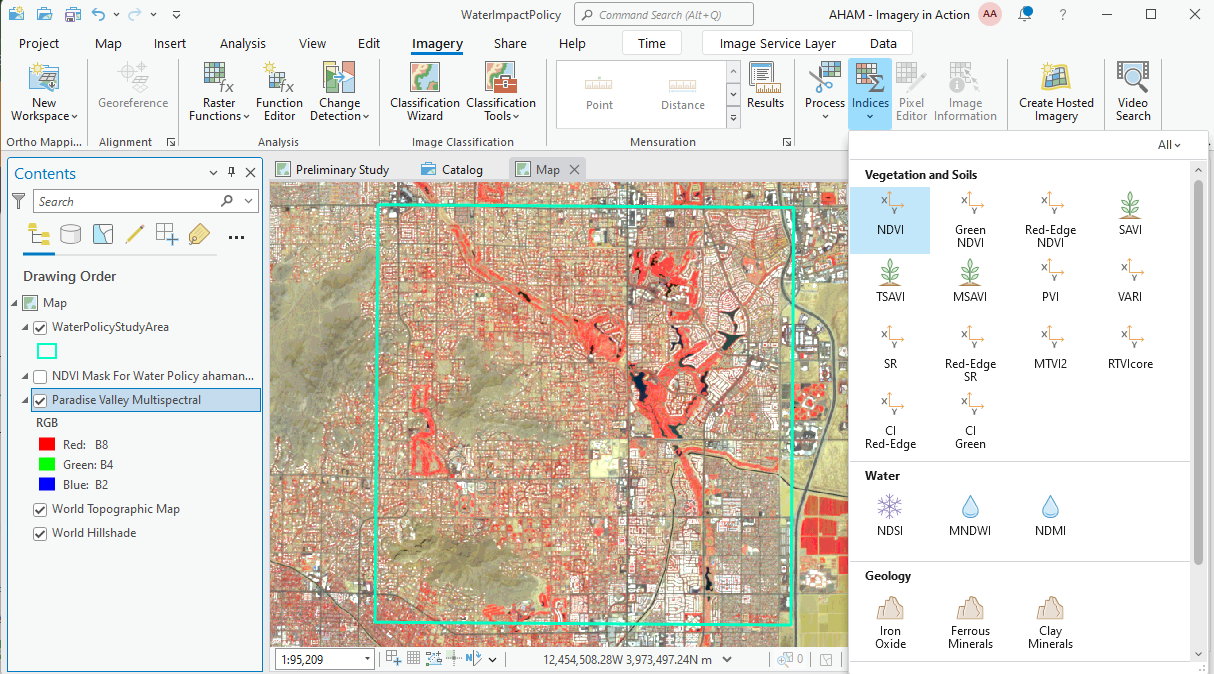 WaterImpactPolicy
Command Search (Alt+Q)
AHAM - Imagery in Action
AA
?
Project
Map
Insert
Analysis
View
Edit
Imagery
Share
Help
Time
Image Service Layer
Data
New
Workspace
Georeference
Raster
Functions
Function
Editor
Change
Detection
Classification
Wizard
Classification
Tools
Point
Distance
Results
Process
Indices
Pixel
Editor
Image
Information
Create Hosted
Imagery
Video
Search
Ortho Mappi...
Alignment
Analysis
Image Classification
Mensuration
Contents
Search
Drawing Order
Map
WaterPolicyStudyArea
NDVI Mask For Water Policy ahaman...
Paradise Valley Multispectral
RGB
Red: B8
Green: B4
Blue: B2
World Topographic Map
World Hillshade
Preliminary Study
Catalog
Map
1:95,209
12,454,508.28W 3,973,497.24N m
0
All
Vegetation and Soils
NDVI
Green
NDVI
Red-Edge
NDVI
SAVI
TSAVI
MSAVI
PVI
VARI
SR
Red-Edge
SR
MTVI2
RTVIcore
CI
Red-Edge
CI
Green
Water
NDSI
MNDWI
NDMI
Geology
Iron
Oxide
Ferrous
Minerals
Clay
Minerals